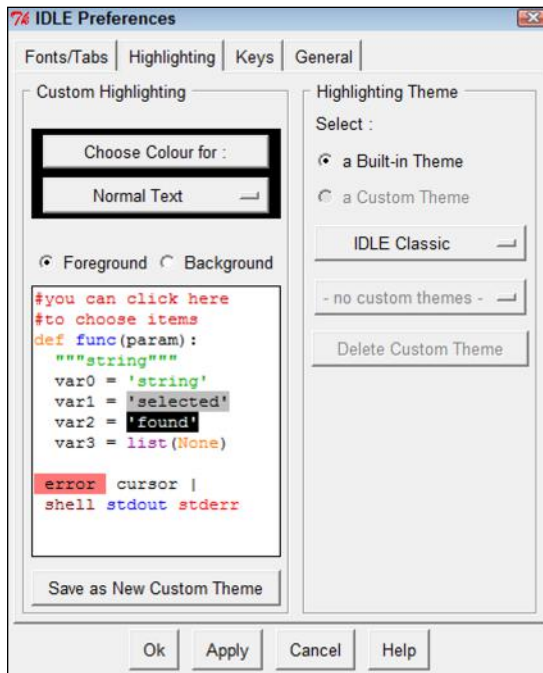 IDLE Preferences
Fonts/Tabs Highlighting Keys General
Custom Highlighting
Choose Colour for :
Normal Text
Foreground Background
#you can click here
#to choose items
def func(param):
  """string"""
  var0 = 'string'
  var1 = 'selected'
  var2 = 'found'
  var3 = list(None)
error cursor |
shell stdout stderr
Save as New Custom Theme
Highlighting Theme
Select :
a Built-in Theme
a Custom Theme
IDLE Classic
- no custom themes -
Delete Custom Theme
Ok Apply Cancel Help